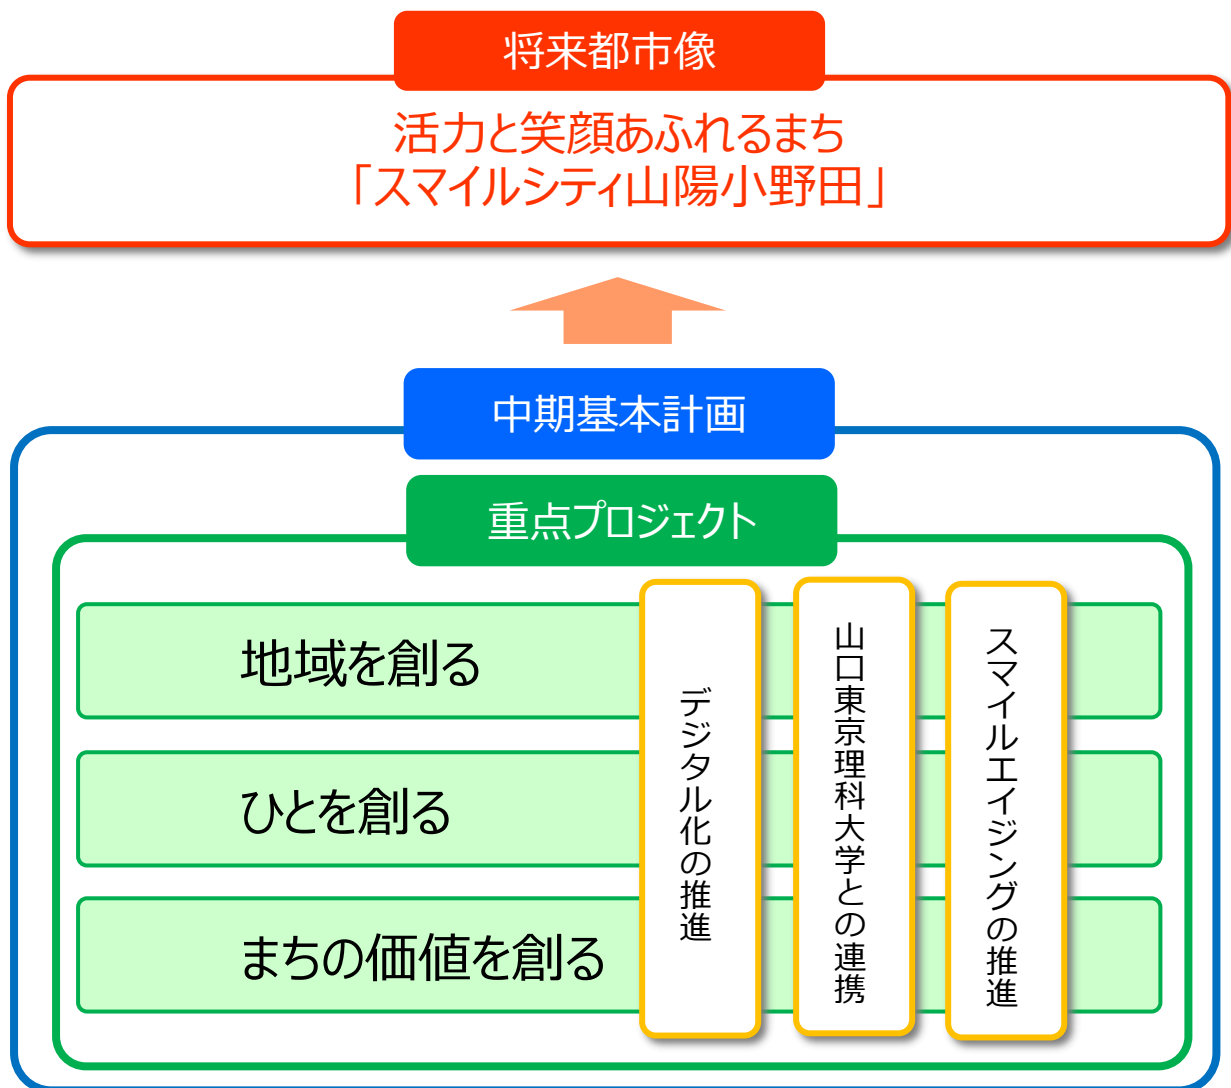 将来都市像
活力と笑顔あふれるまち
「スマイルシティ山陽小野田」
中期基本計画
重点プロジェクト
地域を創る
ひとを創る
まちの価値を創る
デジタル化の推進
山口東京理科大学との連携
スマイルエイジングの推進